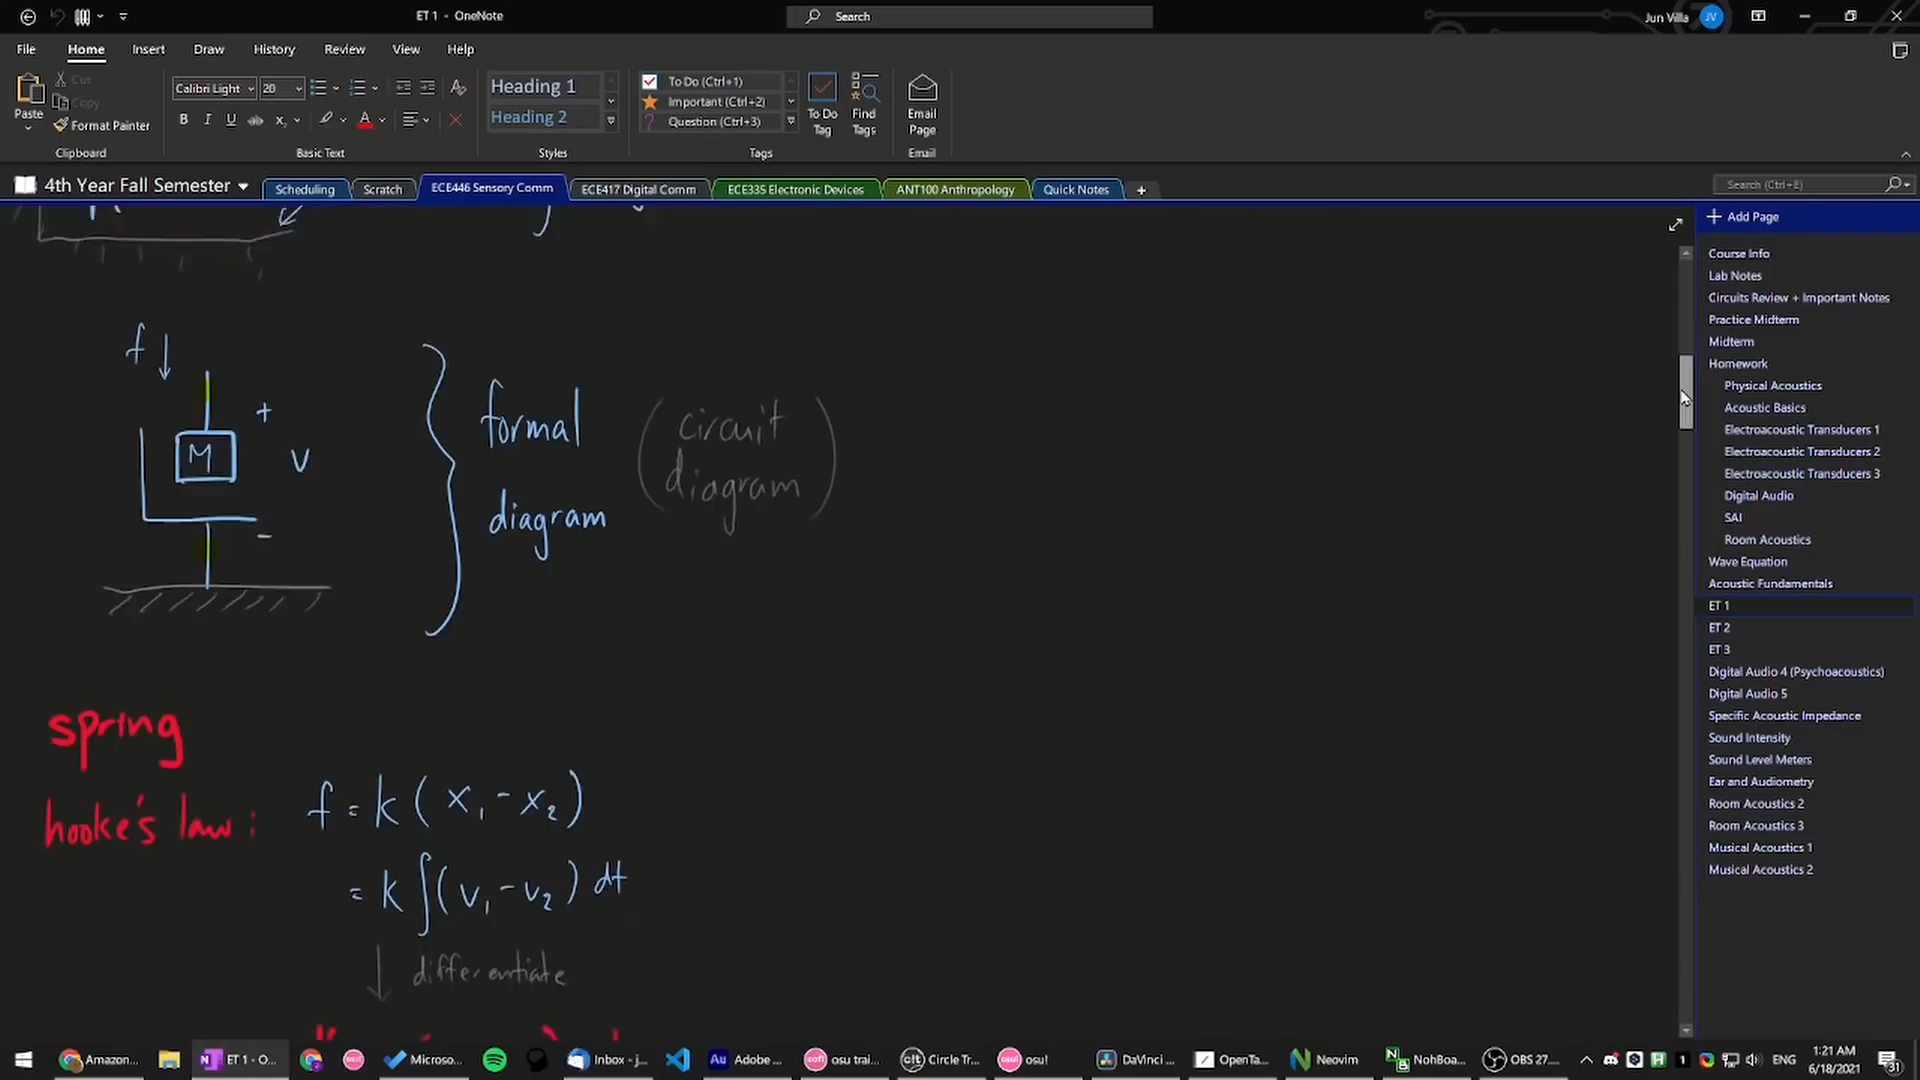 ET 1 - OneNote
Search
Jun Villa
JV
File
Home
Insert
Draw
History
Review
View
Help
Paste
Cut
Copy
Format Painter
Clipboard
Calibri Light
20
B I U ab x
A
Basic Text
Heading 1
Heading 2
Styles
To Do (Ctrl+1)
Important (Ctrl+2)
Question (Ctrl+3)
To Do
Tag
Find
Tags
Tags
Email
Page
Email
4th Year Fall Semester
Scheduling
Scratch
ECE446 Sensory Comm
ECE417 Digital Comm
ECE335 Electronic Devices
ANT100 Anthropology
Quick Notes
+
Search (Ctrl+E)
Add Page
Course Info
Lab Notes
Circuits Review + Important Notes
Practice Midterm
Midterm
Homework
Physical Acoustics
Acoustic Basics
Electroacoustic Transducers 1
Electroacoustic Transducers 2
Electroacoustic Transducers 3
Digital Audio
SAI
Room Acoustics
Wave Equation
Acoustic Fundamentals
ET 1
ET 2
ET 3
Digital Audio 4 (Psychoacoustics)
Digital Audio 5
Specific Acoustic Impedance
Sound Intensity
Sound Level Meters
Ear and Audiometry
Room Acoustics 2
Room Acoustics 3
Musical Acoustics 1
Musical Acoustics 2
f ↓
+
M
v
-
formal
diagram
(circuit
diagram)
spring
hooke's law:
f = k ( x₁ - x₂ )
= k ∫( v₁ - v₂ ) dt
↓ differentiate
Amazon...
ET 1 - O...
osu!
Microso...
Inbox - j...
Au
Adobe ...
osu!
osu trai...
c!t
Circle Tr...
osu!
osu!
DaVinci ...
OpenTa...
Neovim
NohBoa...
OBS 27....
ENG
1:21 AM
6/18/2021
31